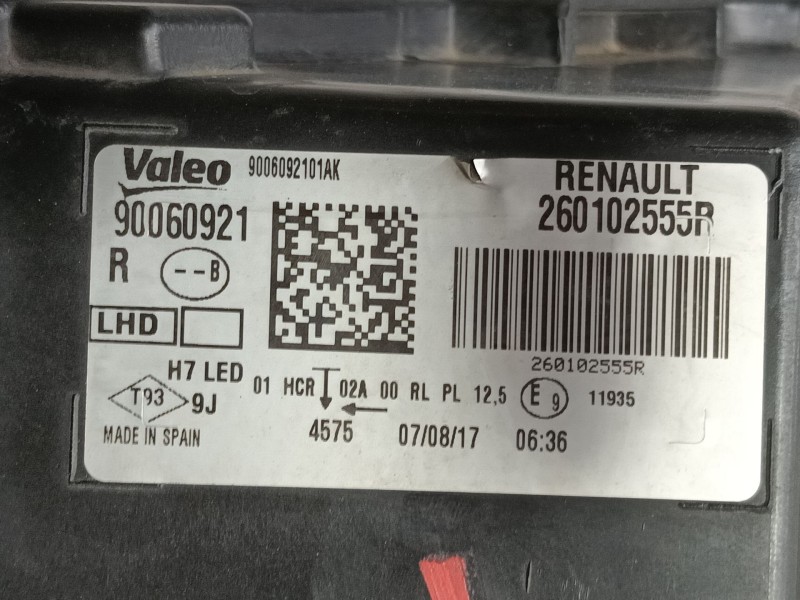 Valeo 9006092101AK
RENAULT
90060921
260102555R
R --B
LHD
260102555R
H7 LED
01 HCR 02A 00 RL PL 12,5 E9 11935
T93 9J
MADE IN SPAIN
4575 07/08/17 06:36